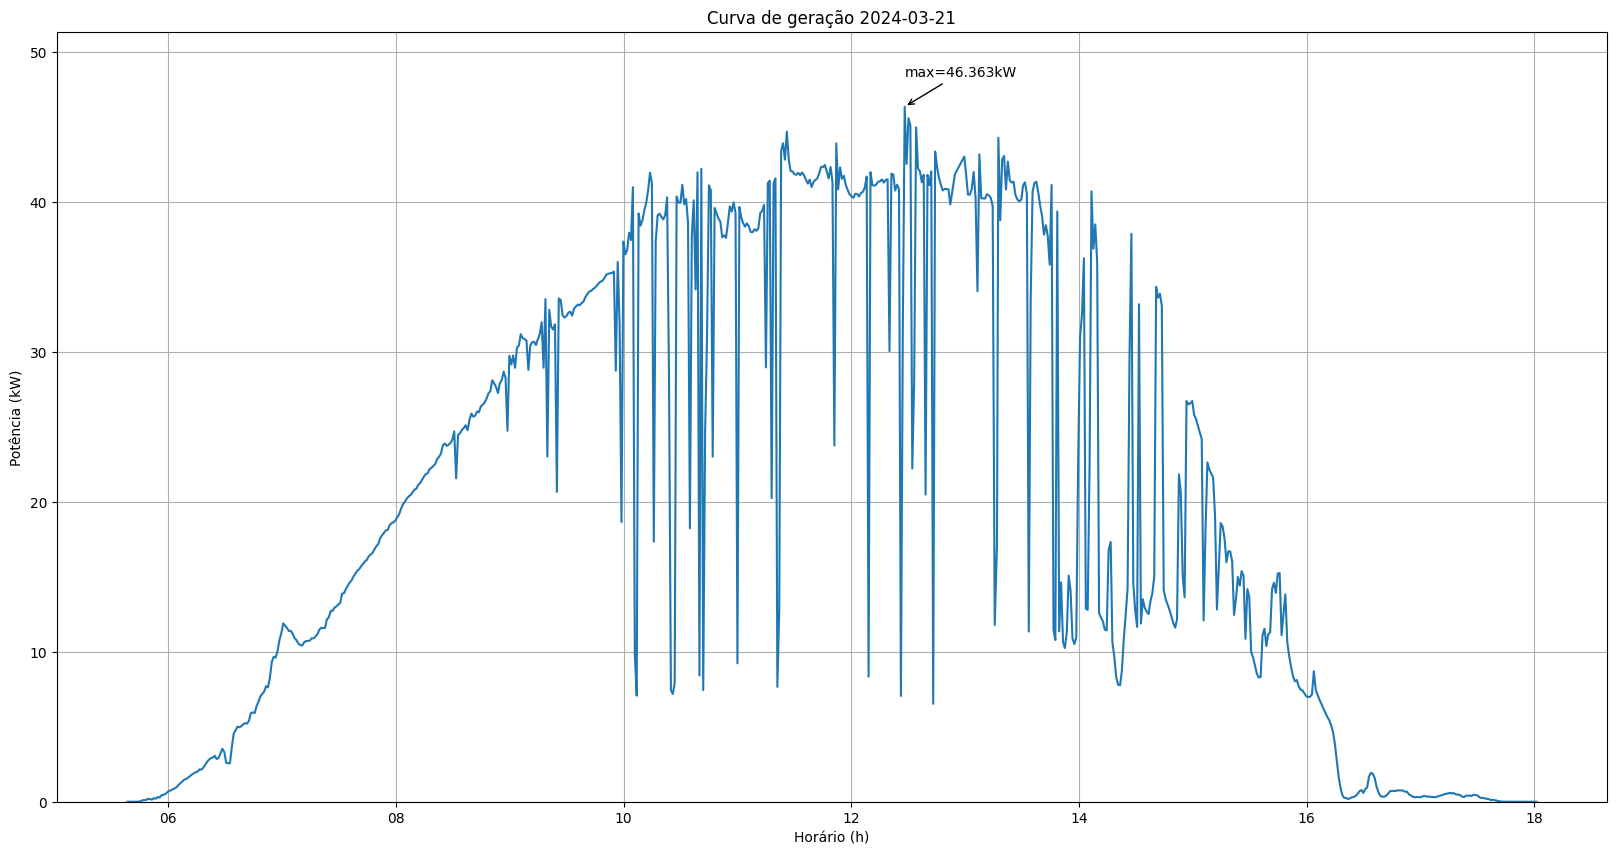 Curva de geração 2024-03-21
50
max=46.363kW
40
30
Potência (kW)
20
10
0
06 08 10 12 14 16 18
Horário (h)